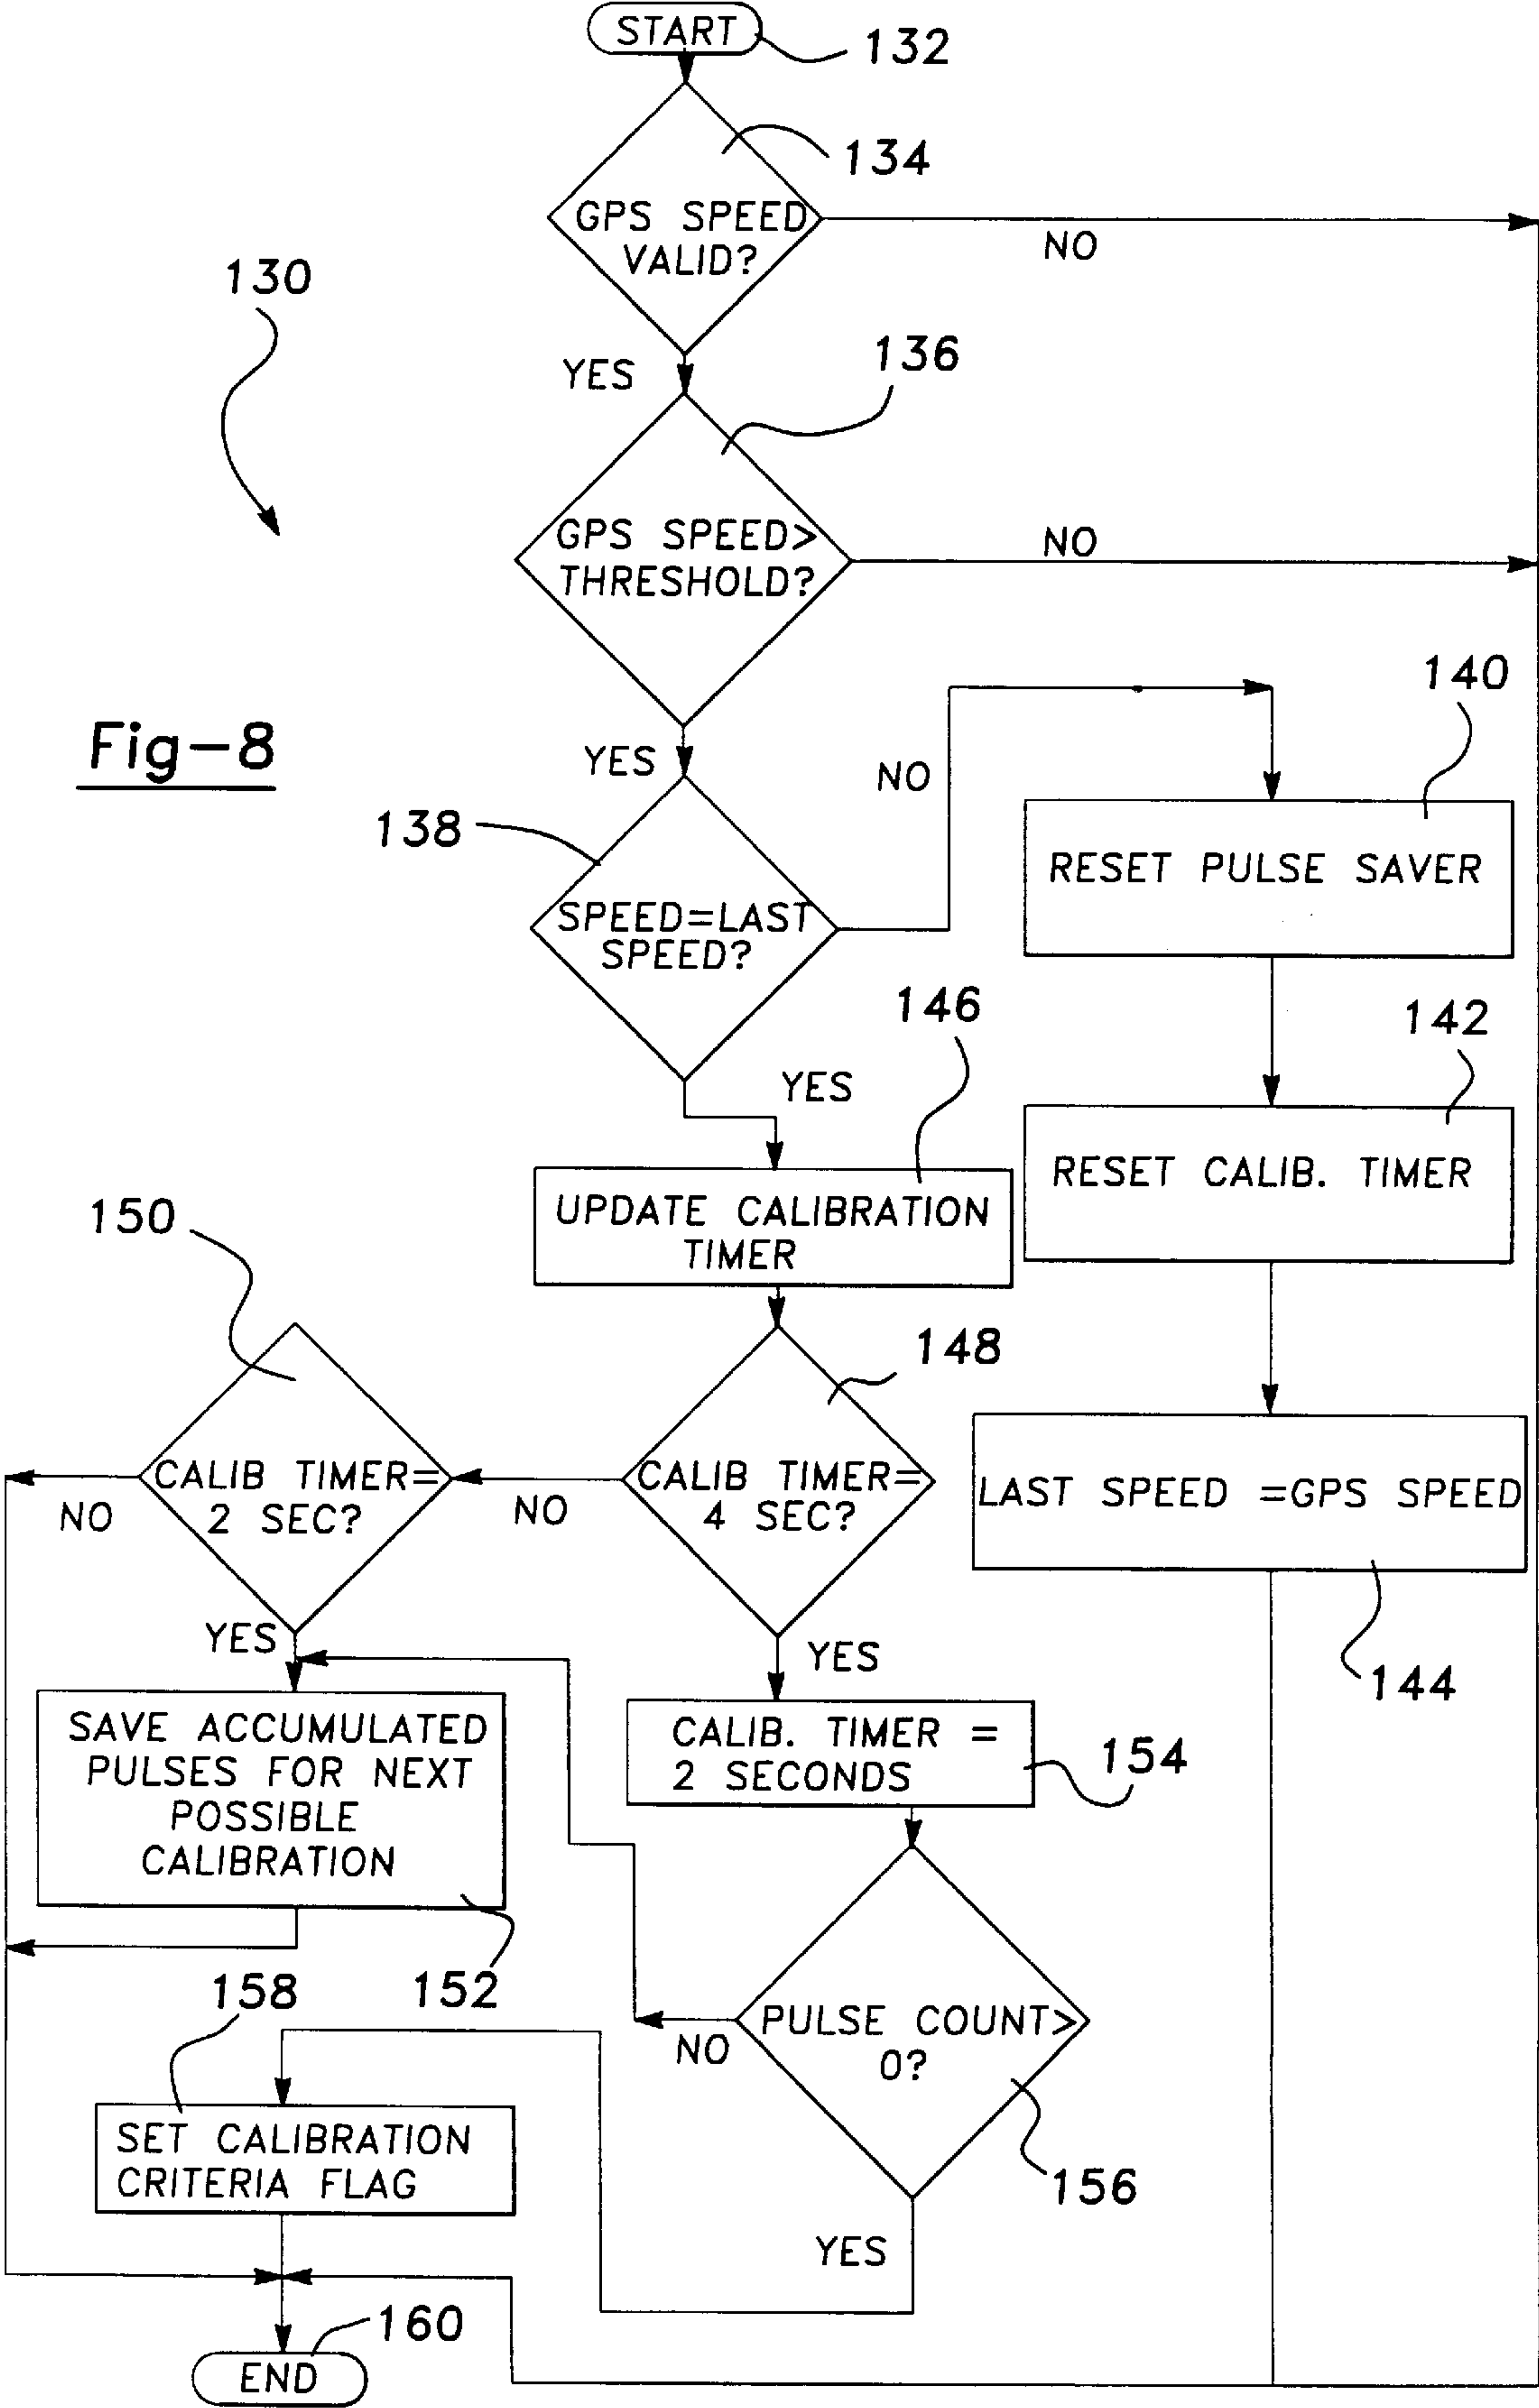 START
132
134
GPS SPEED
VALID?
NO
130
YES
136
GPS SPEED>
THRESHOLD?
NO
Fig-8
YES
138
SPEED=LAST
SPEED?
NO
140
RESET PULSE SAVER
146
142
YES
RESET CALIB. TIMER
UPDATE CALIBRATION
TIMER
150
148
CALIB TIMER=
2 SEC?
NO
NO
CALIB TIMER=
4 SEC?
LAST SPEED =GPS SPEED
144
YES
YES
SAVE ACCUMULATED
PULSES FOR NEXT
POSSIBLE
CALIBRATION
152
CALIB. TIMER =
2 SECONDS
154
158
NO
PULSE COUNT>
0?
156
SET CALIBRATION
CRITERIA FLAG
YES
160
END